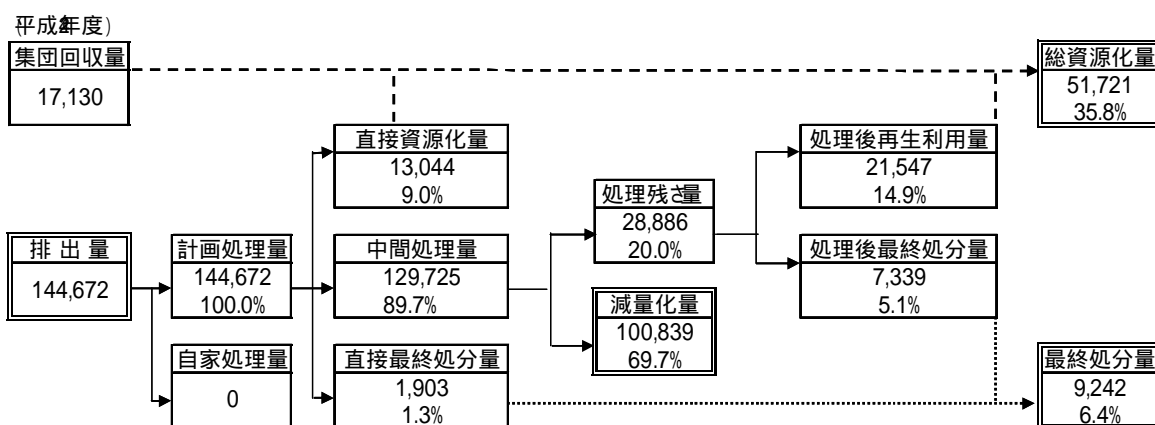 (平成年度)
集団回収量
17,130
総資源化量
51,721
35.8%
直接資源化量
13,044
9.0%
処理後再生利用量
21,547
14.9%
処理残さ量
28,886
20.0%
排出量
144,672
計画処理量
144,672
100.0%
中間処理量
129,725
89.7%
処理後最終処分量
7,339
5.1%
減量化量
100,839
69.7%
自家処理量
0
直接最終処分量
1,903
1.3%
最終処分量
9,242
6.4%